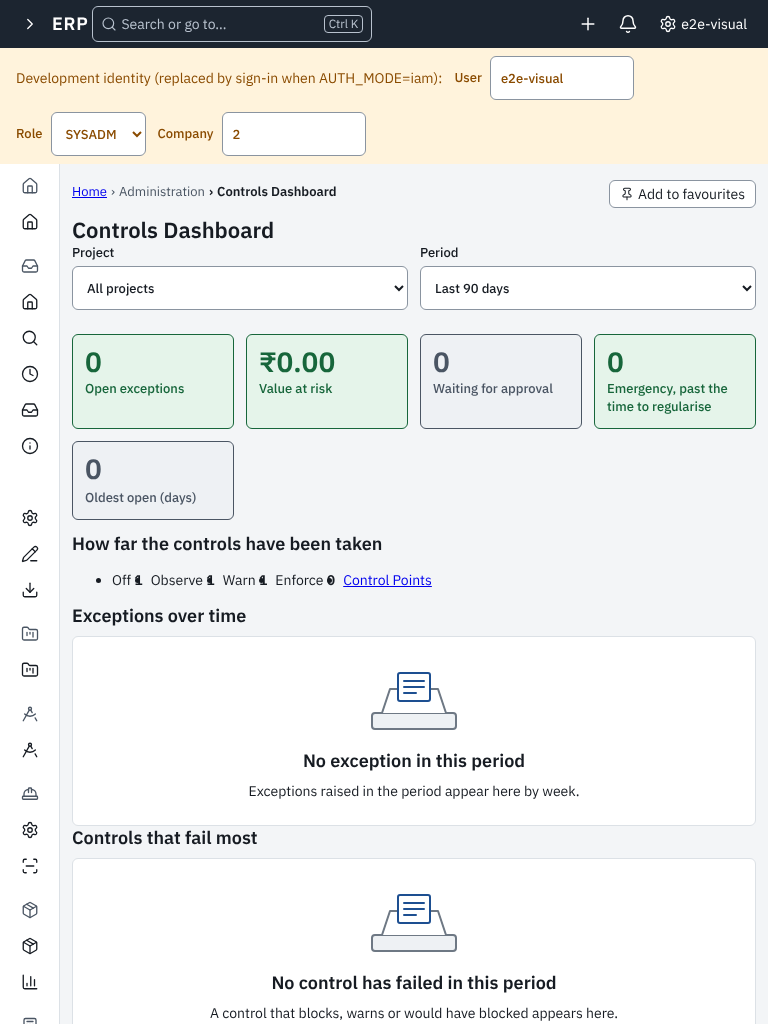 ERP
Search or go to...
Ctrl K
e2e-visual
Development identity (replaced by sign-in when AUTH_MODE=iam):
User
e2e-visual
Role
SYSADM
Company
2
Home › Administration › Controls Dashboard
Add to favourites
Controls Dashboard
Project
Period
All projects
Last 90 days
0
Open exceptions
₹0.00
Value at risk
0
Waiting for approval
0
Emergency, past the
time to regularise
0
Oldest open (days)
How far the controls have been taken
• Off Observe Warn Enforce Control Points
Exceptions over time
No exception in this period
Exceptions raised in the period appear here by week.
Controls that fail most
No control has failed in this period
A control that blocks, warns or would have blocked appears here.